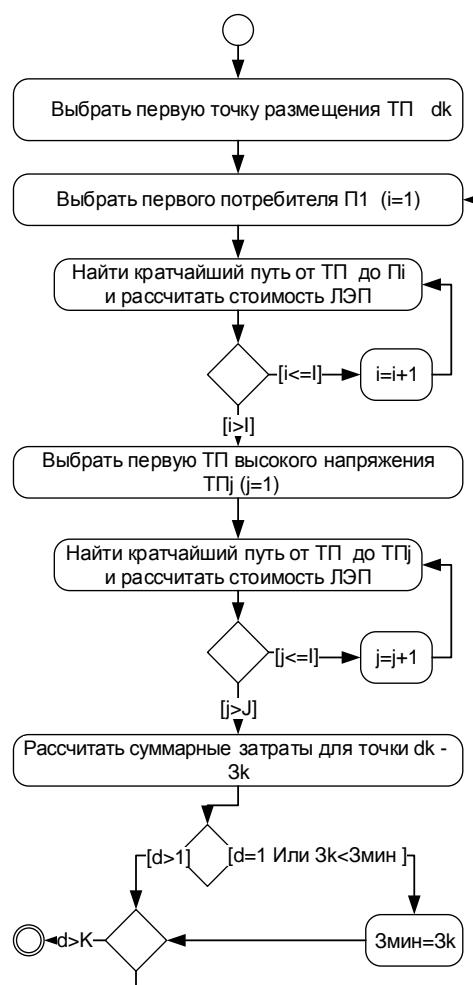 Выбрать первую точку размещения ТП dk
Выбрать первого потребителя П1 (i=1)
Найти кратчайший путь от ТП до Пi
и рассчитать стоимость ЛЭП
[i<=I]
i=i+1
[i>I]
Выбрать первую ТП высокого напряжения
ТПj (j=1)
Найти кратчайший путь от ТП до ТПj
и рассчитать стоимость ЛЭП
[j<=I]
j=j+1
[j>J]
Рассчитать суммарные затраты для точки dk -
Зk
[d>1]
[d=1 Или Зk<Змин ]
d>K
Змин=Зk